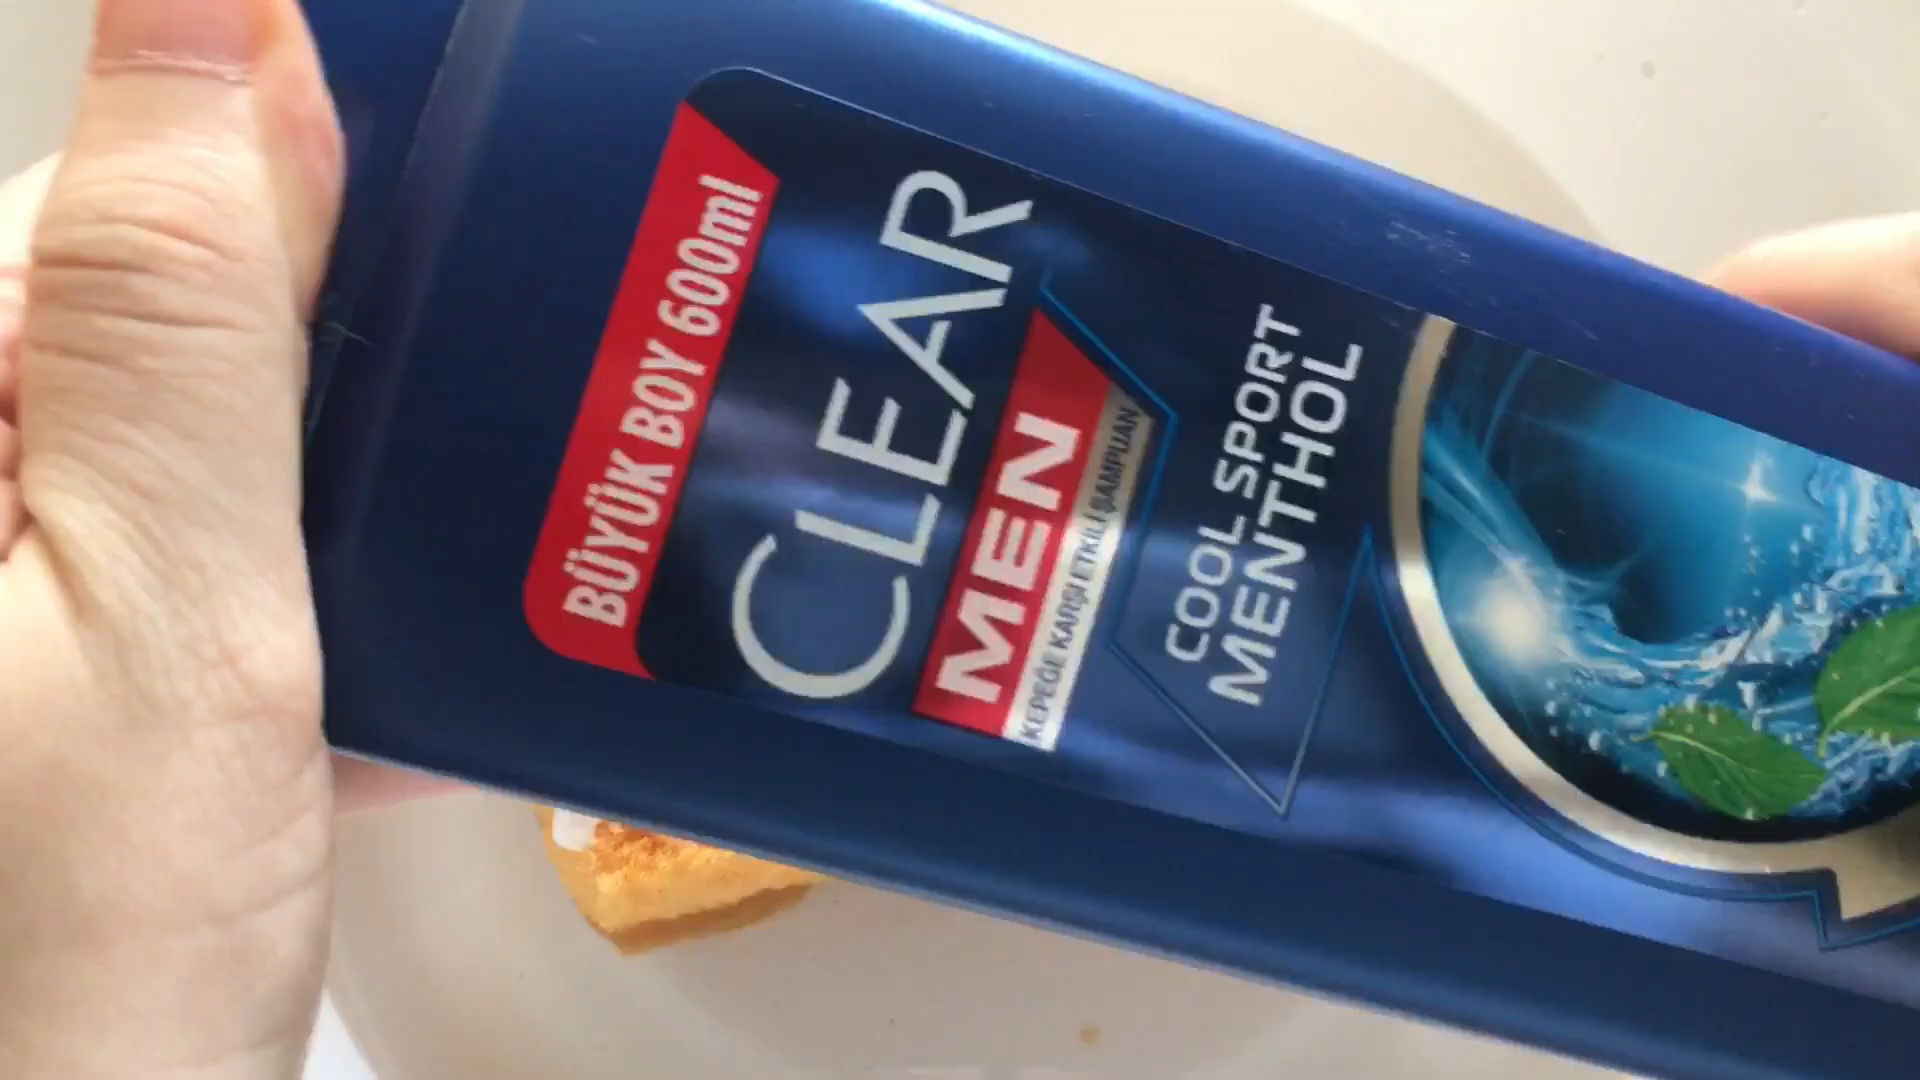 BÜYÜK BOY 600ml
CLEAR
MEN
KEPEĞE KARŞI ETKİLİ ŞAMPUAN
COOL SPORT
MENTHOL